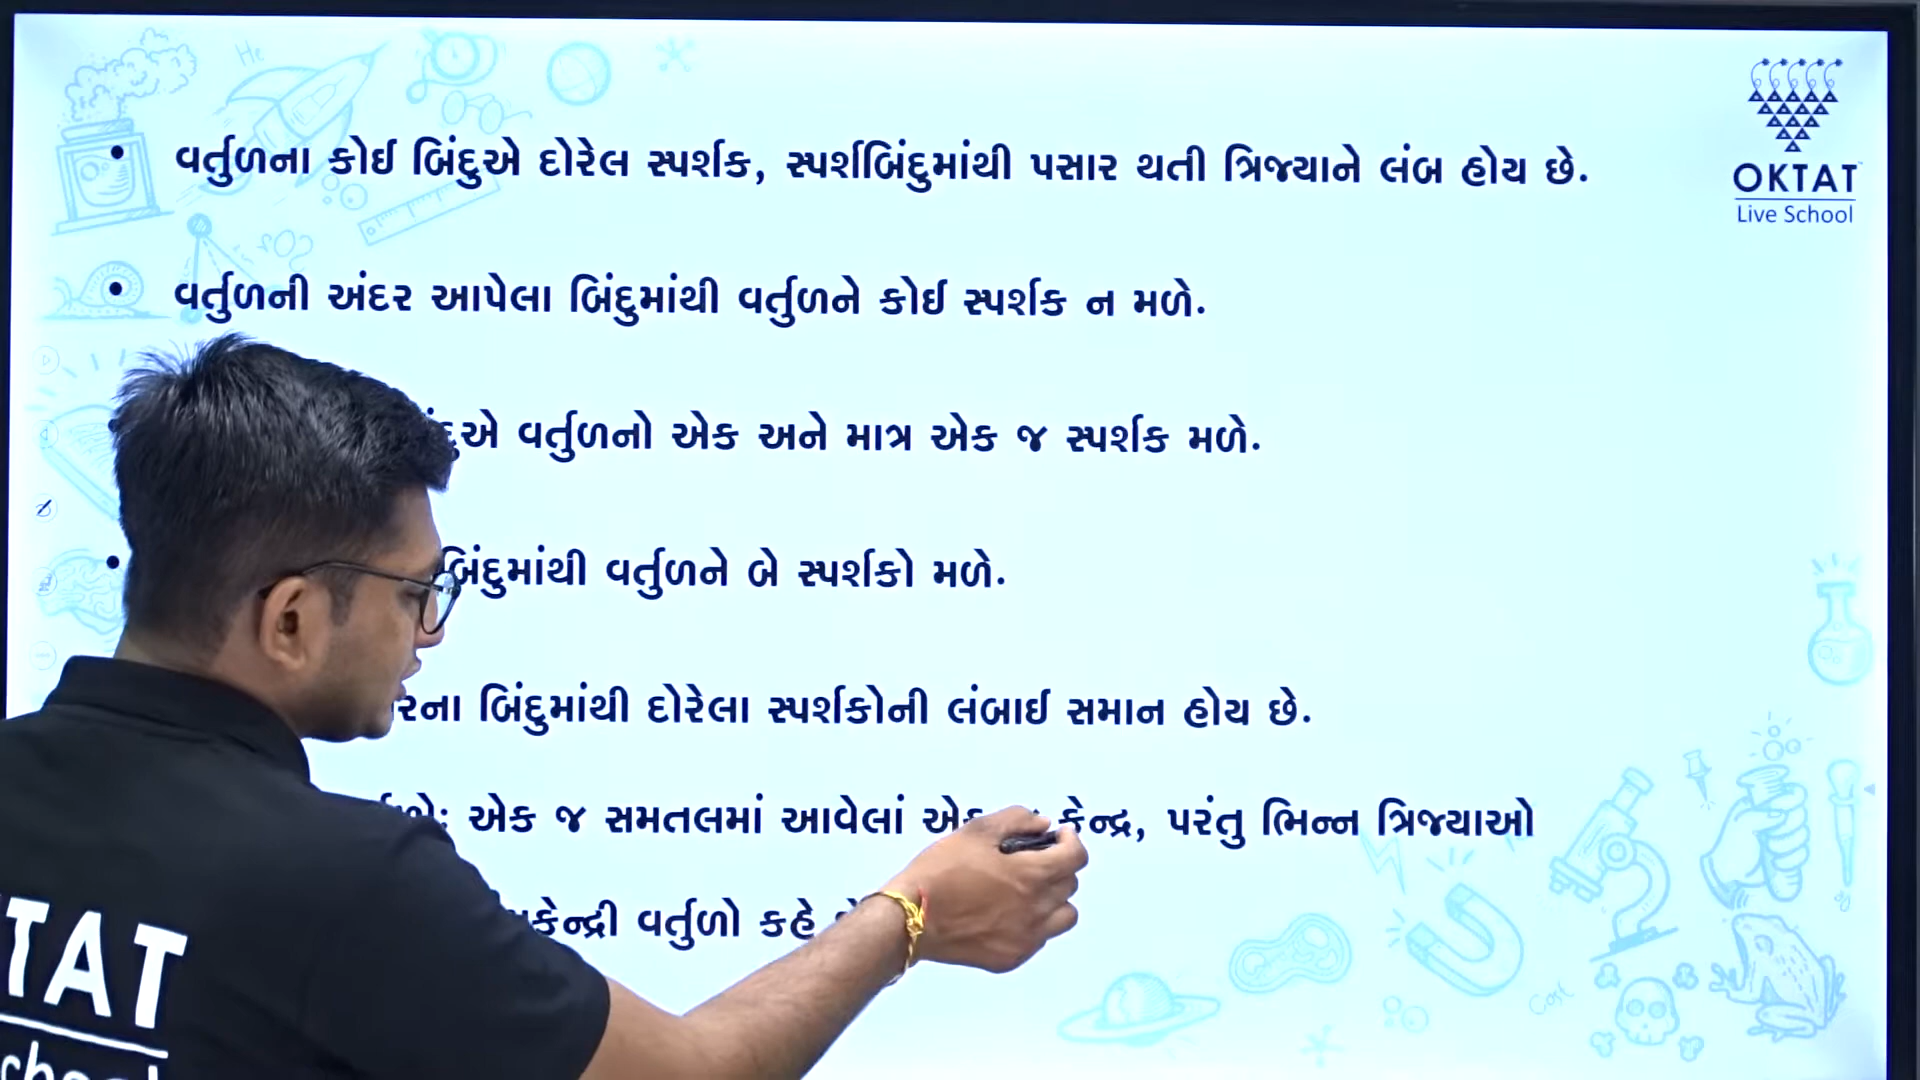 વર્તુળના કોઈ બિંદુએ દોરેલ સ્પર્શક, સ્પર્શબિંદુમાંથી પસાર થતી ત્રિજ્યાને લંબ હોય છે.
OKTAT
Live School
વર્તુળની અંદર આપેલા બિંદુમાંથી વર્તુળને કોઈ સ્પર્શક ન મળે.
વર્તુળનો એક અને માત્ર એક જ સ્પર્શક મળે.
બિંદુમાંથી વર્તુળને બે સ્પર્શકો મળે.
બિંદુમાંથી દોરેલા સ્પર્શકોની લંબાઈ સમાન હોય છે.
એક જ સમતલમાં આવેલાં કેન્દ્ર, પરંતુ ભિન્ન ત્રિજ્યાઓ
વર્તુળો કહે
TAT